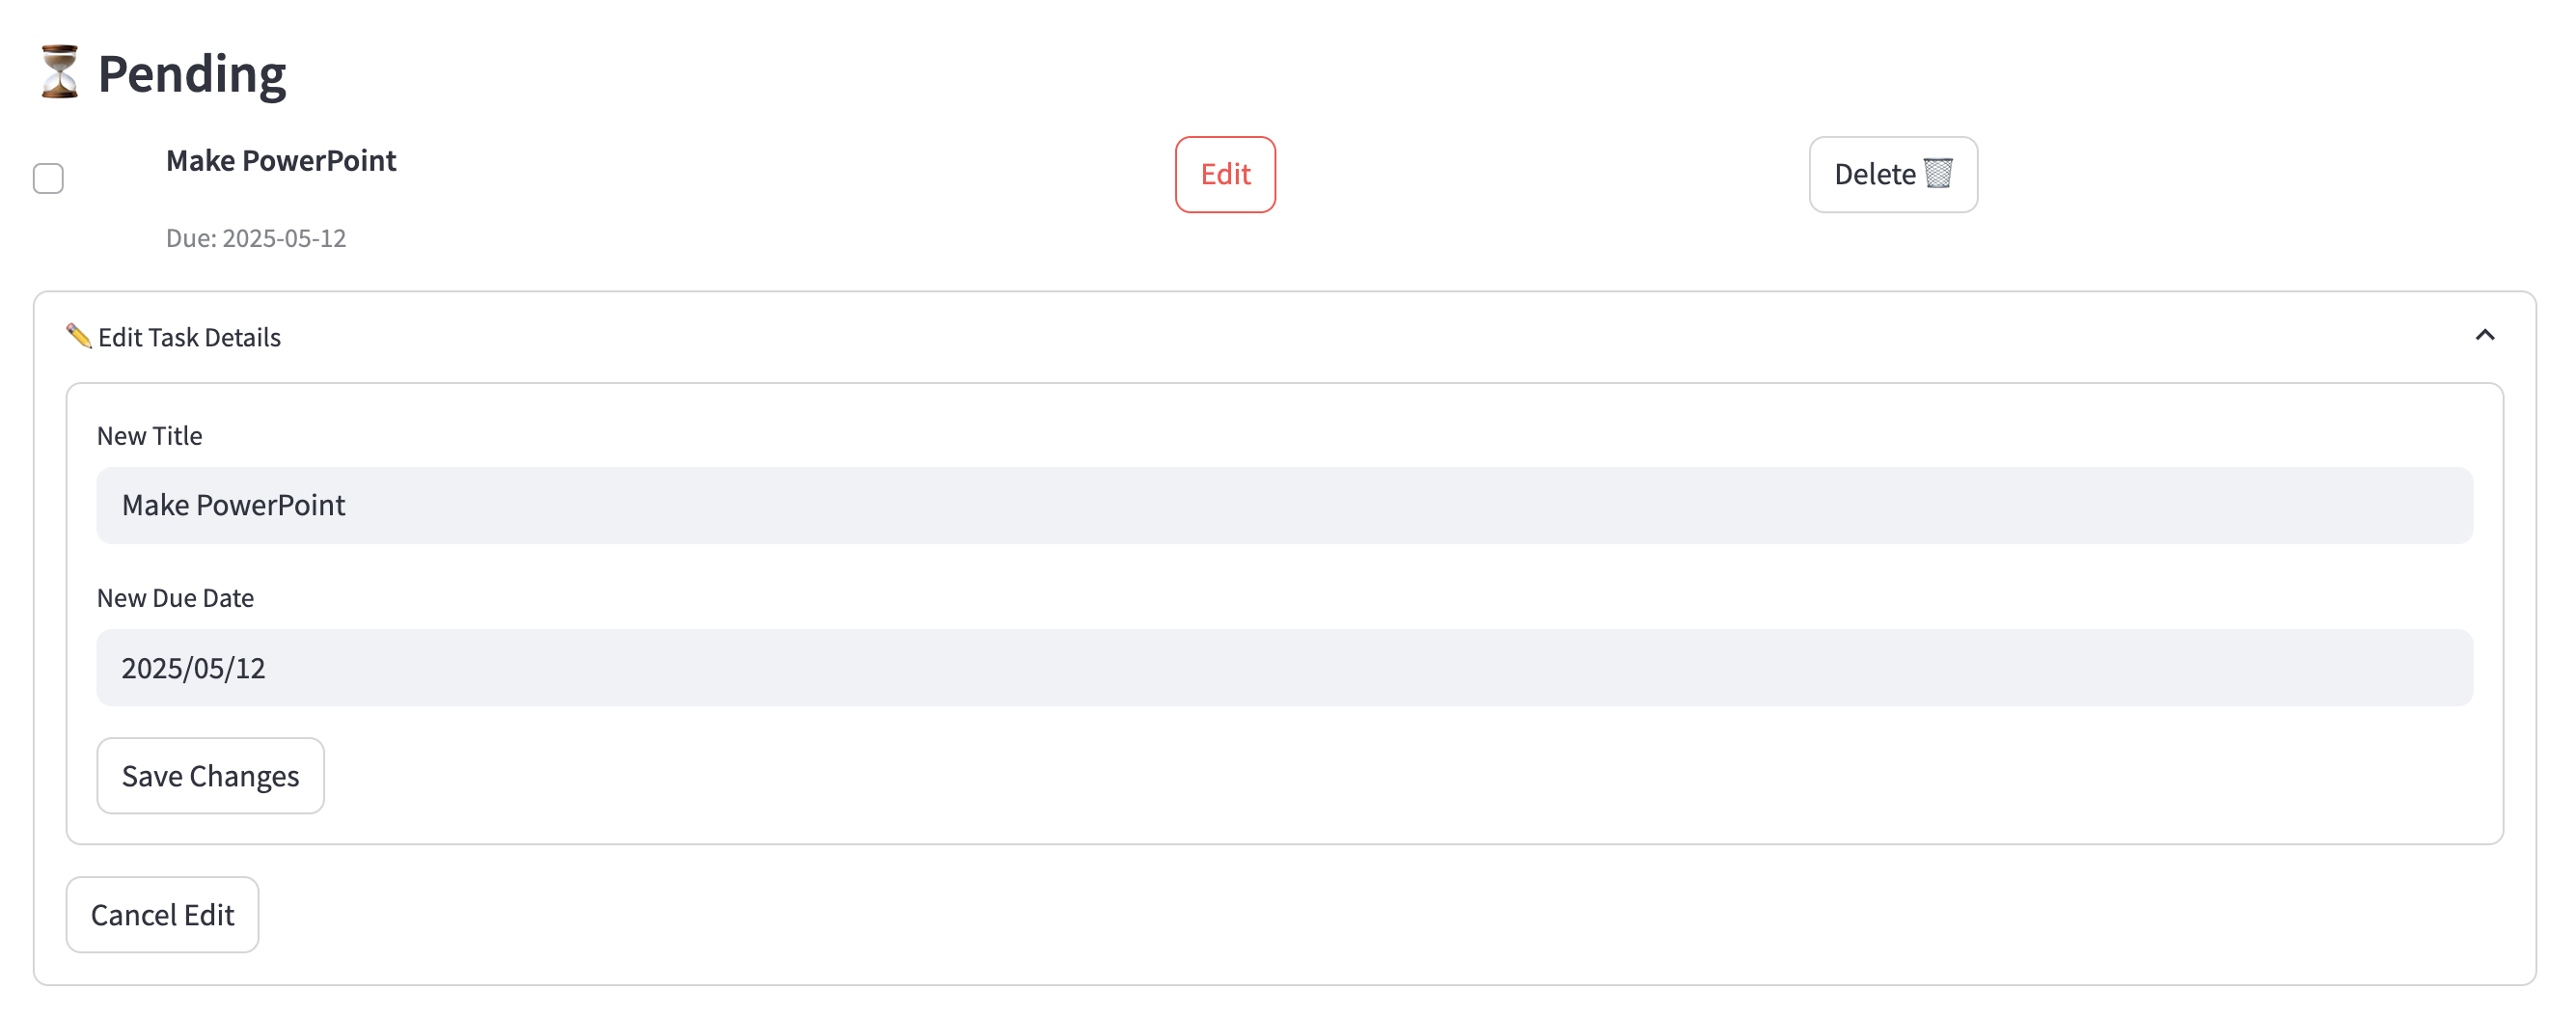 ⏳ Pending
Make PowerPoint
Edit
Delete🗑️
Due: 2025-05-12
✏️ Edit Task Details
New Title
Make PowerPoint
New Due Date
2025/05/12
Save Changes
Cancel Edit